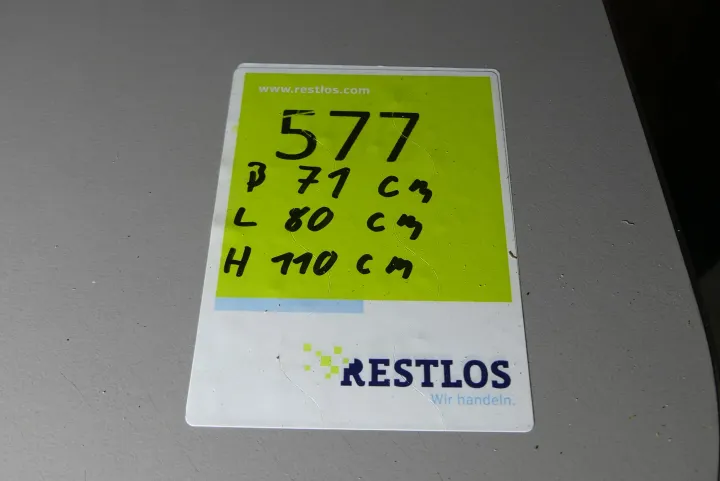 www.restlos.com
577
B 71 cm
L 80 cm
H 110 cm
RESTLOS
Wir handeln.